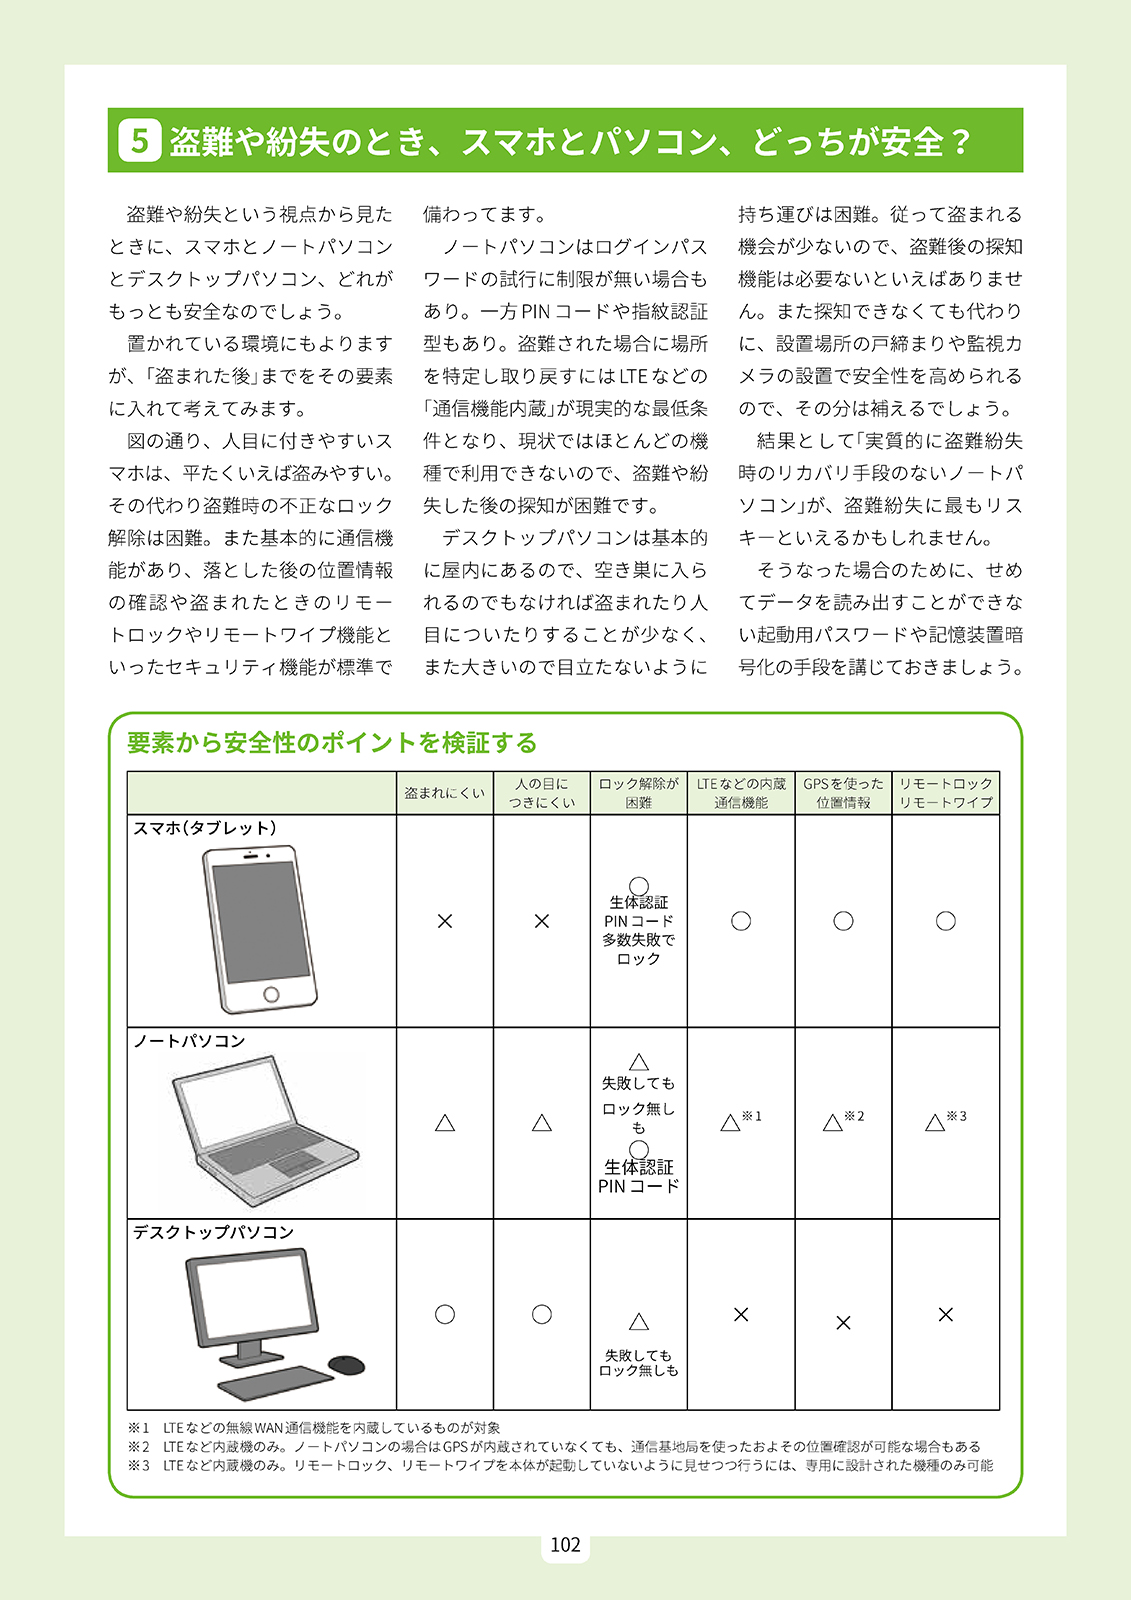 5 盗難や紛失のとき、スマホとパソコン、どっちが安全？
盗難や紛失という視点から見た
ときに、スマホとノートパソコン
とデスクトップパソコン、どれが
もっとも安全なのでしょう。
置かれている環境にもよります
が、「盗まれた後」までをその要素
に入れて考えてみます。
図の通り、人目に付きやすいス
マホは、平たくいえば盗みやすい。
その代わり盗難時の不正なロック
解除は困難。また基本的に通信機
能があり、落とした後の位置情報
の確認や盗まれたときのリモー
トロックやリモートワイプ機能と
いったセキュリティ機能が標準で
備わってます。
ノートパソコンはログインパス
ワードの試行に制限が無い場合も
あり。一方PINコードや指紋認証
型もあり。盗難された場合に場所
を特定し取り戻すにはLTEなどの
「通信機能内蔵」が現実的な最低条
件となり、現状ではほとんどの機
種で利用できないので、盗難や紛
失した後の探知が困難です。
デスクトップパソコンは基本的
に屋内にあるので、空き巣に入ら
れるのでもなければ盗まれたり人
目についたりすることが少なく、
また大きいので目立たないように
持ち運びは困難。従って盗まれる
機会が少ないので、盗難後の探知
機能は必要ないといえばありませ
ん。また探知できなくても代わり
に、設置場所の戸締まりや監視カ
メラの設置で安全性を高められる
ので、その分は補えるでしょう。
結果として「実質的に盗難紛失
時のリカバリ手段のないノートパ
ソコン」が、盗難紛失に最もリス
キーといえるかもしれません。
そうなった場合のために、せめ
てデータを読み出すことができな
い起動用パスワードや記憶装置暗
号化の手段を講じておきましょう。
要素から安全性のポイントを検証する
盗まれにくい
人の目に
つきにくい
ロック解除が
困難
LTEなどの内蔵
通信機能
GPSを使った
位置情報
リモートロック
リモートワイプ
スマホ（タブレット）
×
×
○
生体認証
PINコード
多数失敗で
ロック
○
○
○
ノートパソコン
△
△
△
失敗しても
ロック無し
も
○
生体認証
PINコード
△※1
△※2
△※3
デスクトップパソコン
○
○
△
失敗しても
ロック無しも
×
×
×
※1 LTEなどの無線WAN通信機能を内蔵しているものが対象
※2 LTEなど内蔵機のみ。ノートパソコンの場合はGPSが内蔵されていなくても、通信基地局を使ったおよその位置確認が可能な場合もある
※3 LTEなど内蔵機のみ。リモートロック、リモートワイプを本体が起動していないように見せつつ行うには、専用に設計された機種のみ可能
102